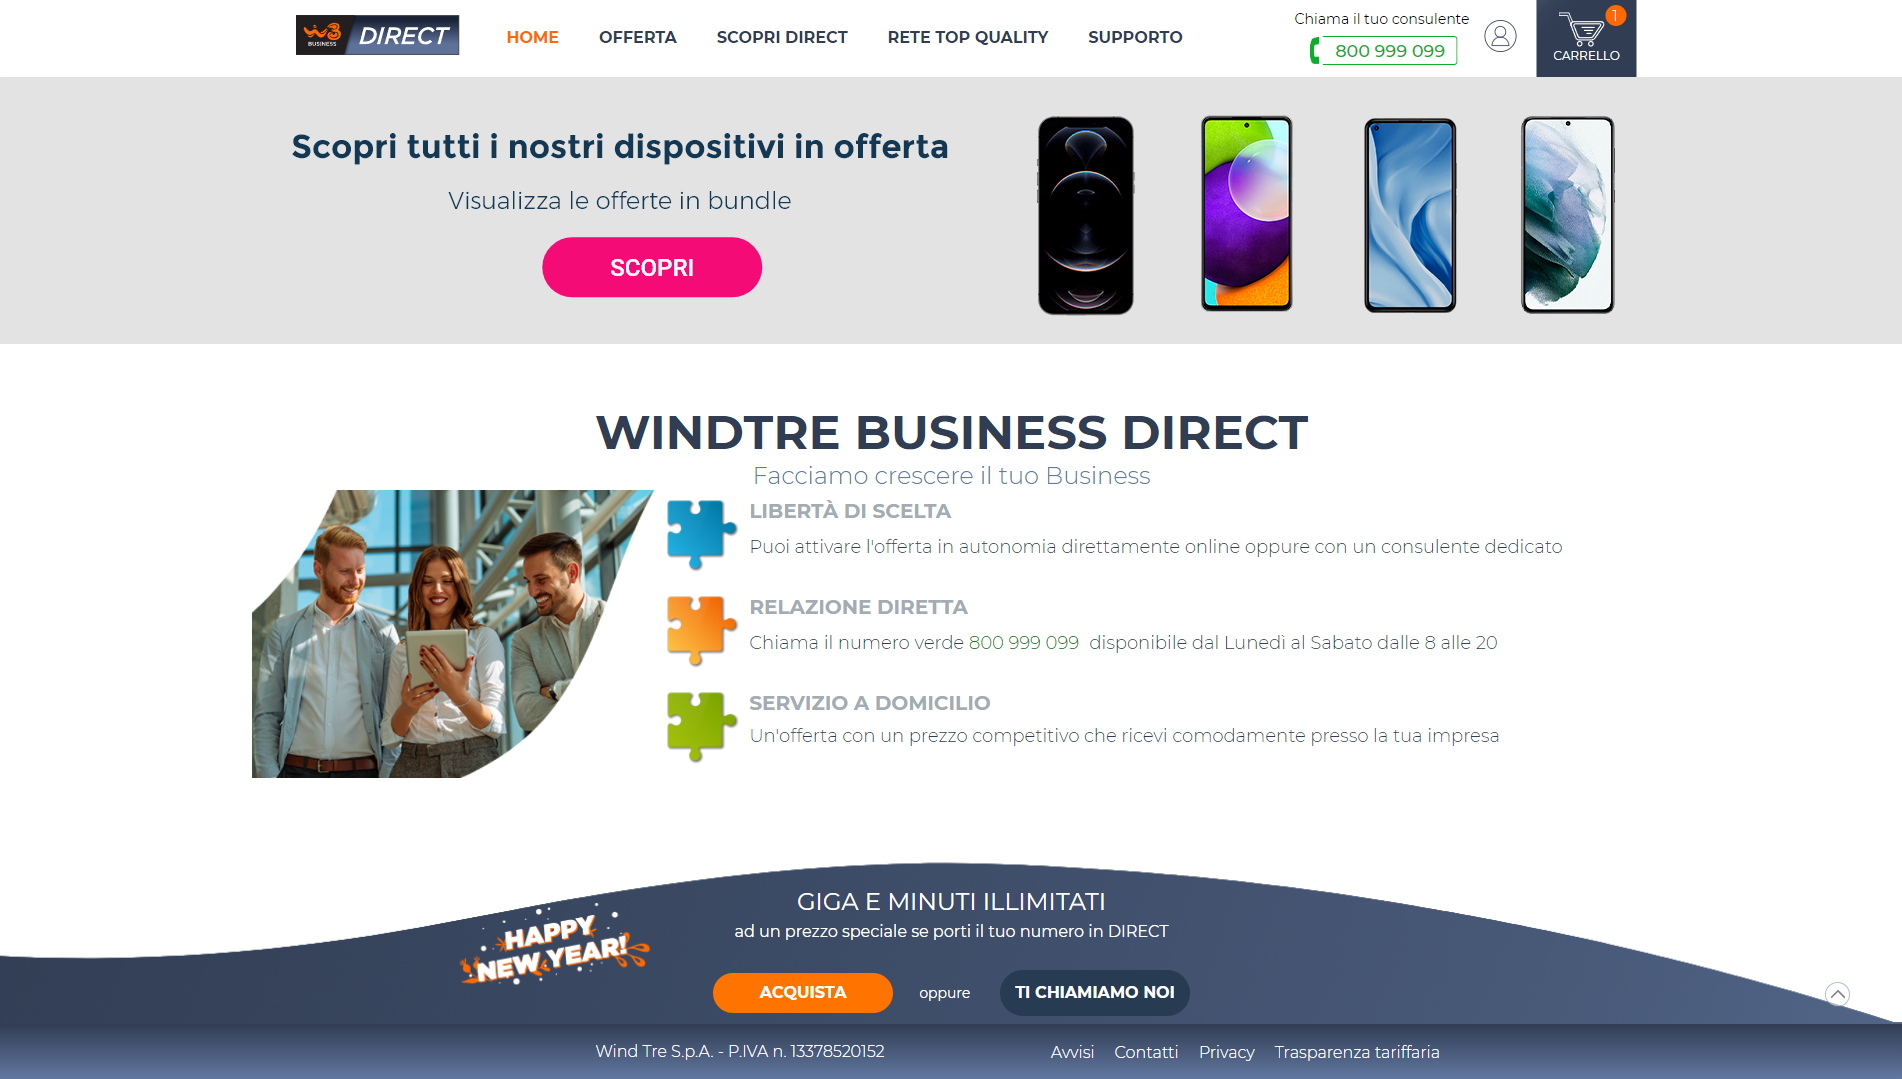 W3 BUSINESS DIRECT
HOME OFFERTA SCOPRI DIRECT RETE TOP QUALITY SUPPORTO
Chiama il tuo consulente
800 999 099
1
CARRELLO
Scopri tutti i nostri dispositivi in offerta
Visualizza le offerte in bundle
SCOPRI
WINDTRE BUSINESS DIRECT
Facciamo crescere il tuo Business
LIBERTÀ DI SCELTA
Puoi attivare l'offerta in autonomia direttamente online oppure con un consulente dedicato
RELAZIONE DIRETTA
Chiama il numero verde 800 999 099 disponibile dal Lunedì al Sabato dalle 8 alle 20
SERVIZIO A DOMICILIO
Un'offerta con un prezzo competitivo che ricevi comodamente presso la tua impresa
HAPPY
NEW YEAR!
GIGA E MINUTI ILLIMITATI
ad un prezzo speciale se porti il tuo numero in DIRECT
ACQUISTA oppure TI CHIAMIAMO NOI
Wind Tre S.p.A. - P.IVA n. 13378520152 Avvisi Contatti Privacy Trasparenza tariffaria